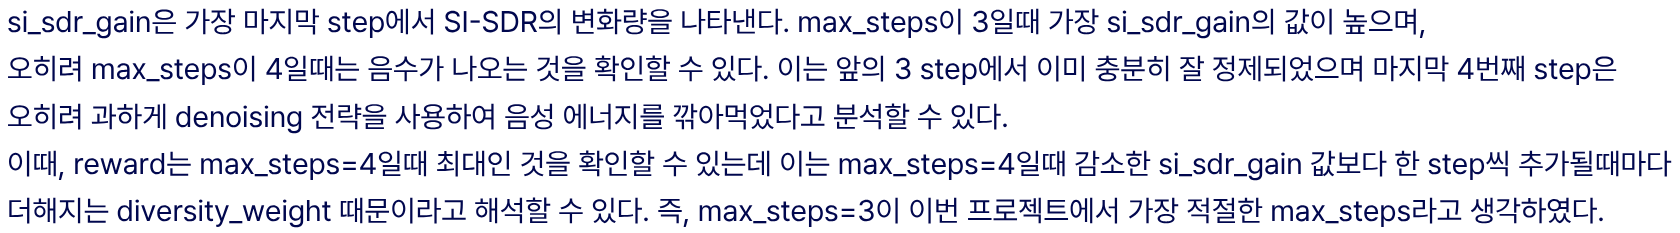 si_sdr_gain은 가장 마지막 step에서 SI-SDR의 변화량을 나타낸다. max_steps이 3일때 가장 si_sdr_gain의 값이 높으며,
오히려 max_steps이 4일때는 음수가 나오는 것을 확인할 수 있다. 이는 앞의 3 step에서 이미 충분히 잘 정제되었으며 마지막 4번째 step은
오히려 과하게 denoising 전략을 사용하여 음성 에너지를 깎아먹었다고 분석할 수 있다.
이때, reward는 max_steps=4일때 최대인 것을 확인할 수 있는데 이는 max_steps=4일때 감소한 si_sdr_gain 값보다 한 step씩 추가될때마다
더해지는 diversity_weight 때문이라고 해석할 수 있다. 즉, max_steps=3이 이번 프로젝트에서 가장 적절한 max_steps라고 생각하였다.